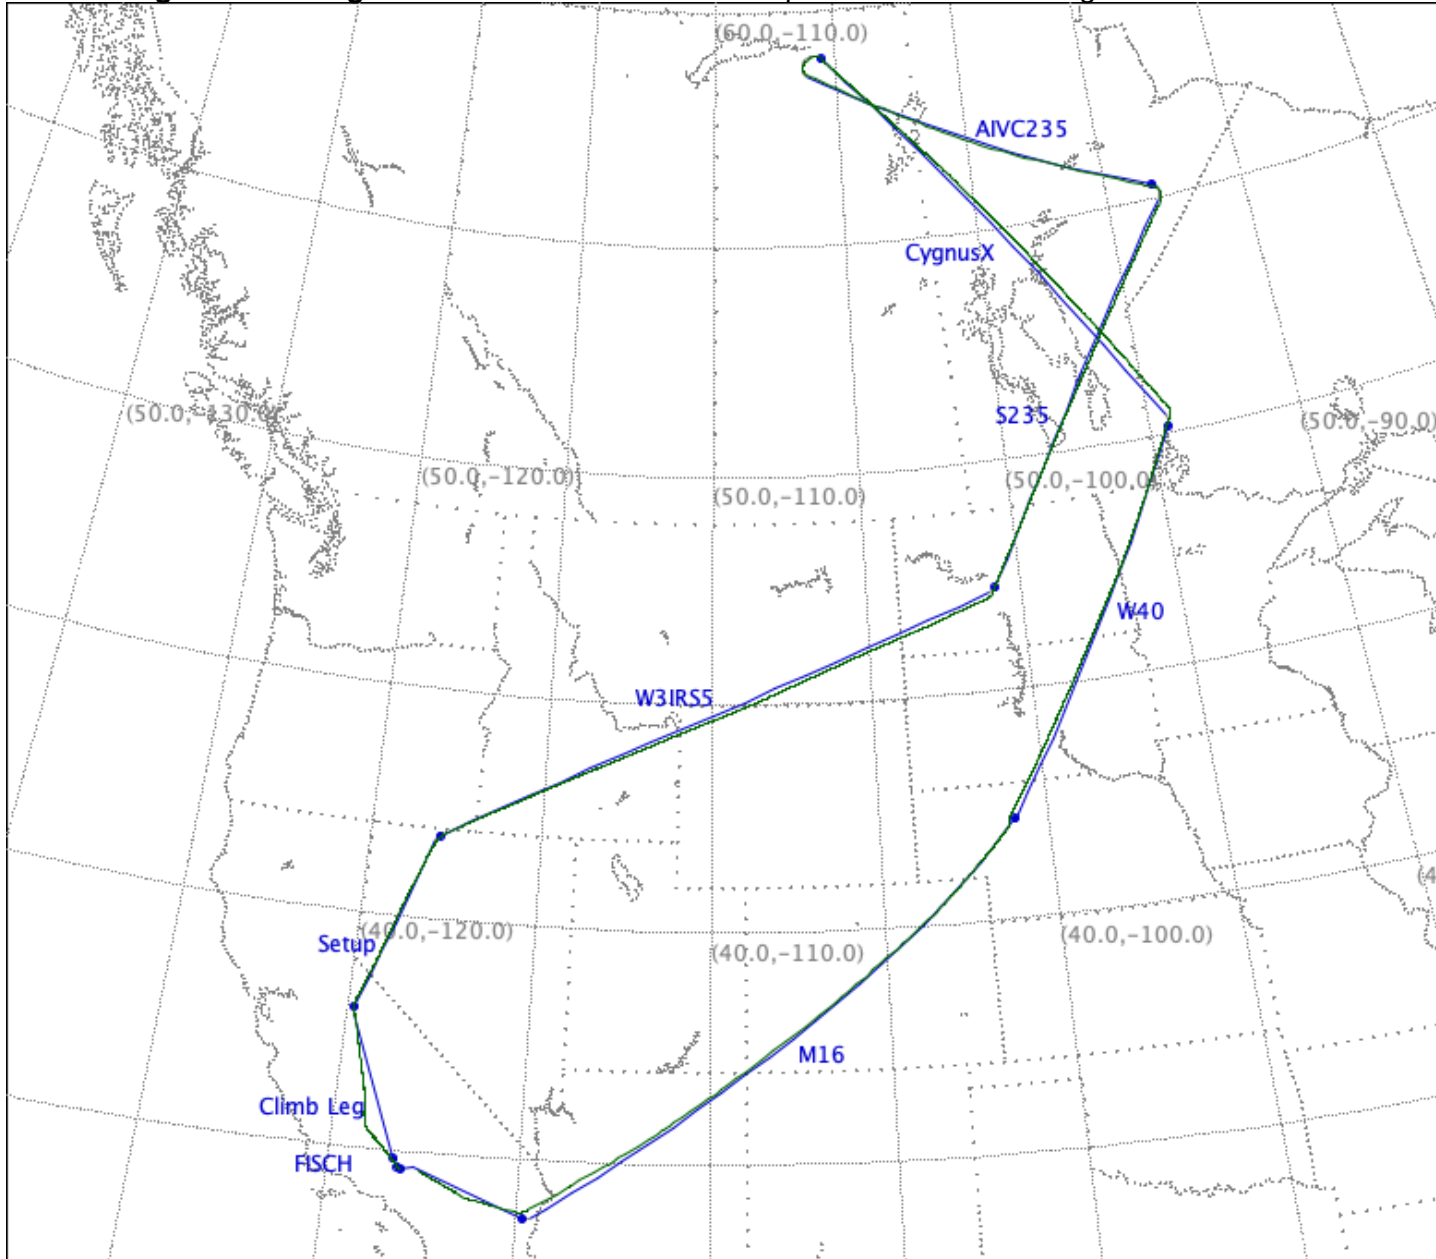 (60.0,-110.0)
AIVC235
CygnusX
(50.0,-130.0)
S235
(50.0,-90.0)
(50.0,-120.0)
(50.0,-110.0)
(50.0,-100.0)
W40
W3IRS5
(40.0,-120.0)
Setup
(40.0,-110.0)
(40.0,-100.0)
M16
Climb Leg
FISCH